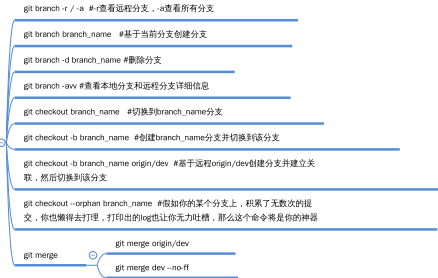 git branch -r / -a  #-r查看远程分支，-a查看所有分支
git branch branch_name   #基于当前分支创建分支
git branch -d branch_name #删除分支
git branch -avv #查看本地分支和远程分支详细信息
git checkout branch_name   #切换到branch_name分支
git checkout -b branch_name  #创建branch_name分支并切换到该分支
git checkout -b branch_name origin/dev  #基于远程origin/dev创建分支并建立关
联，然后切换到该分支
git checkout --orphan branch_name  #假如你的某个分支上，积累了无数次的提
交，你也懒得去打理，打印出的log也让你无力吐槽，那么这个命令将是你的神器
git merge origin/dev
git merge
git merge dev --no-ff